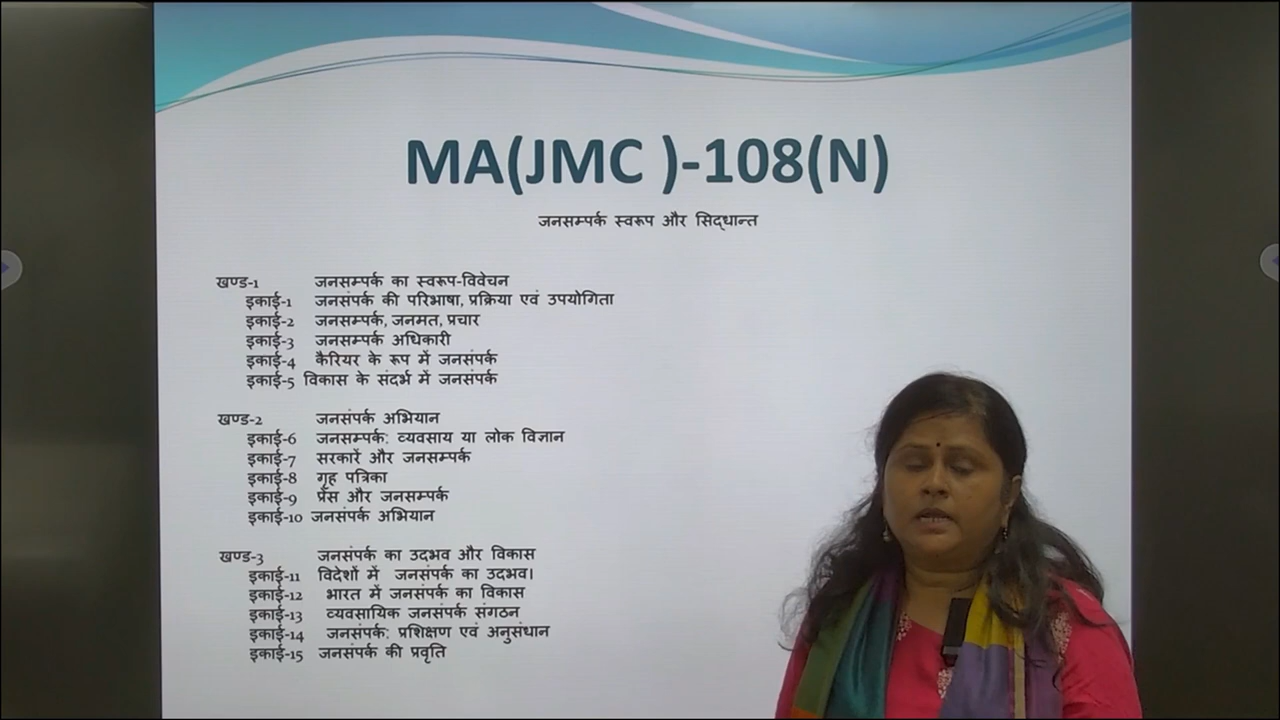 MA(JMC )-108(N)
जनसम्पर्क स्वरूप और सिद्धान्त
खण्ड-1 जनसम्पर्क का स्वरूप-विवेचन
इकाई-1 जनसंपर्क की परिभाषा, प्रक्रिया एवं उपयोगिता
इकाई-2 जनसम्पर्क, जनमत, प्रचार
इकाई-3 जनसम्पर्क अधिकारी
इकाई-4 कैरियर के रूप में जनसंपर्क
इकाई-5 विकास के संदर्भ में जनसंपर्क
खण्ड-2 जनसंपर्क अभियान
इकाई-6 जनसम्पर्क: व्यवसाय या लोक विज्ञान
इकाई-7 सरकारें और जनसम्पर्क
इकाई-8 गृह पत्रिका
इकाई-9 प्रेस और जनसम्पर्क
इकाई-10 जनसंपर्क अभियान
खण्ड-3 जनसंपर्क का उदभव और विकास
इकाई-11 विदेशों में जनसंपर्क का उदभव।
इकाई-12 भारत में जनसंपर्क का विकास
इकाई-13 व्यवसायिक जनसंपर्क संगठन
इकाई-14 जनसंपर्क: प्रशिक्षण एवं अनुसंधान
इकाई-15 जनसंपर्क की प्रवृति